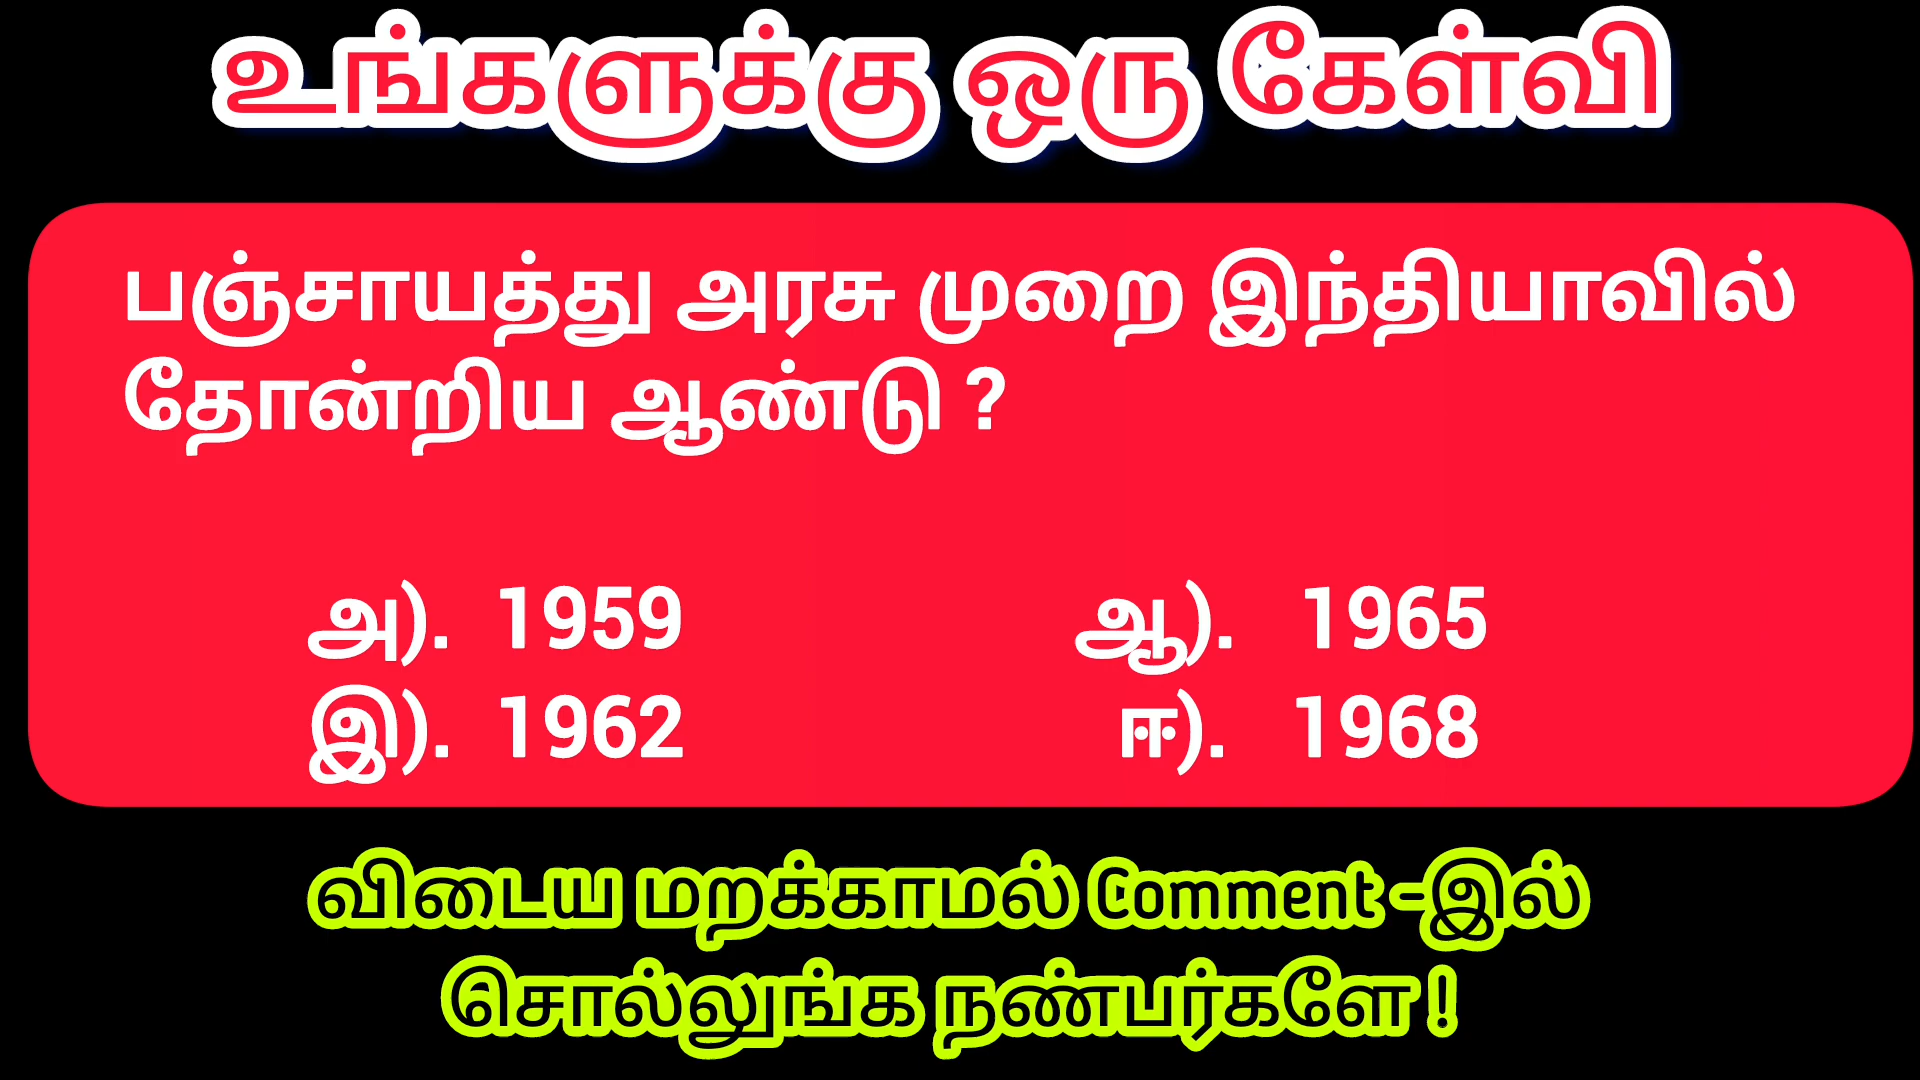 உங்களுக்கு ஒரு கேள்வி
பஞ்சாயத்து அரசு முறை இந்தியாவில்
தோன்றிய ஆண்டு ?
அ). 1959 ஆ). 1965
இ). 1962 ஈ). 1968
விடைய மறக்காமல் Comment -இல்
சொல்லுங்க நண்பர்களே !